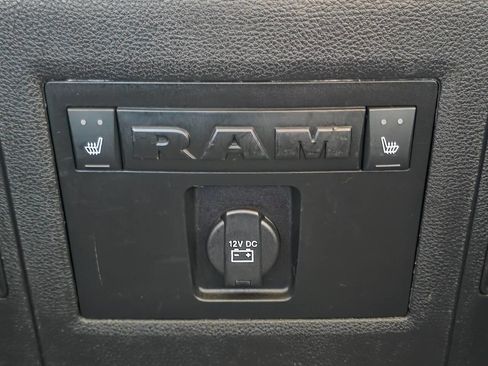 RAM
12V DC
- +